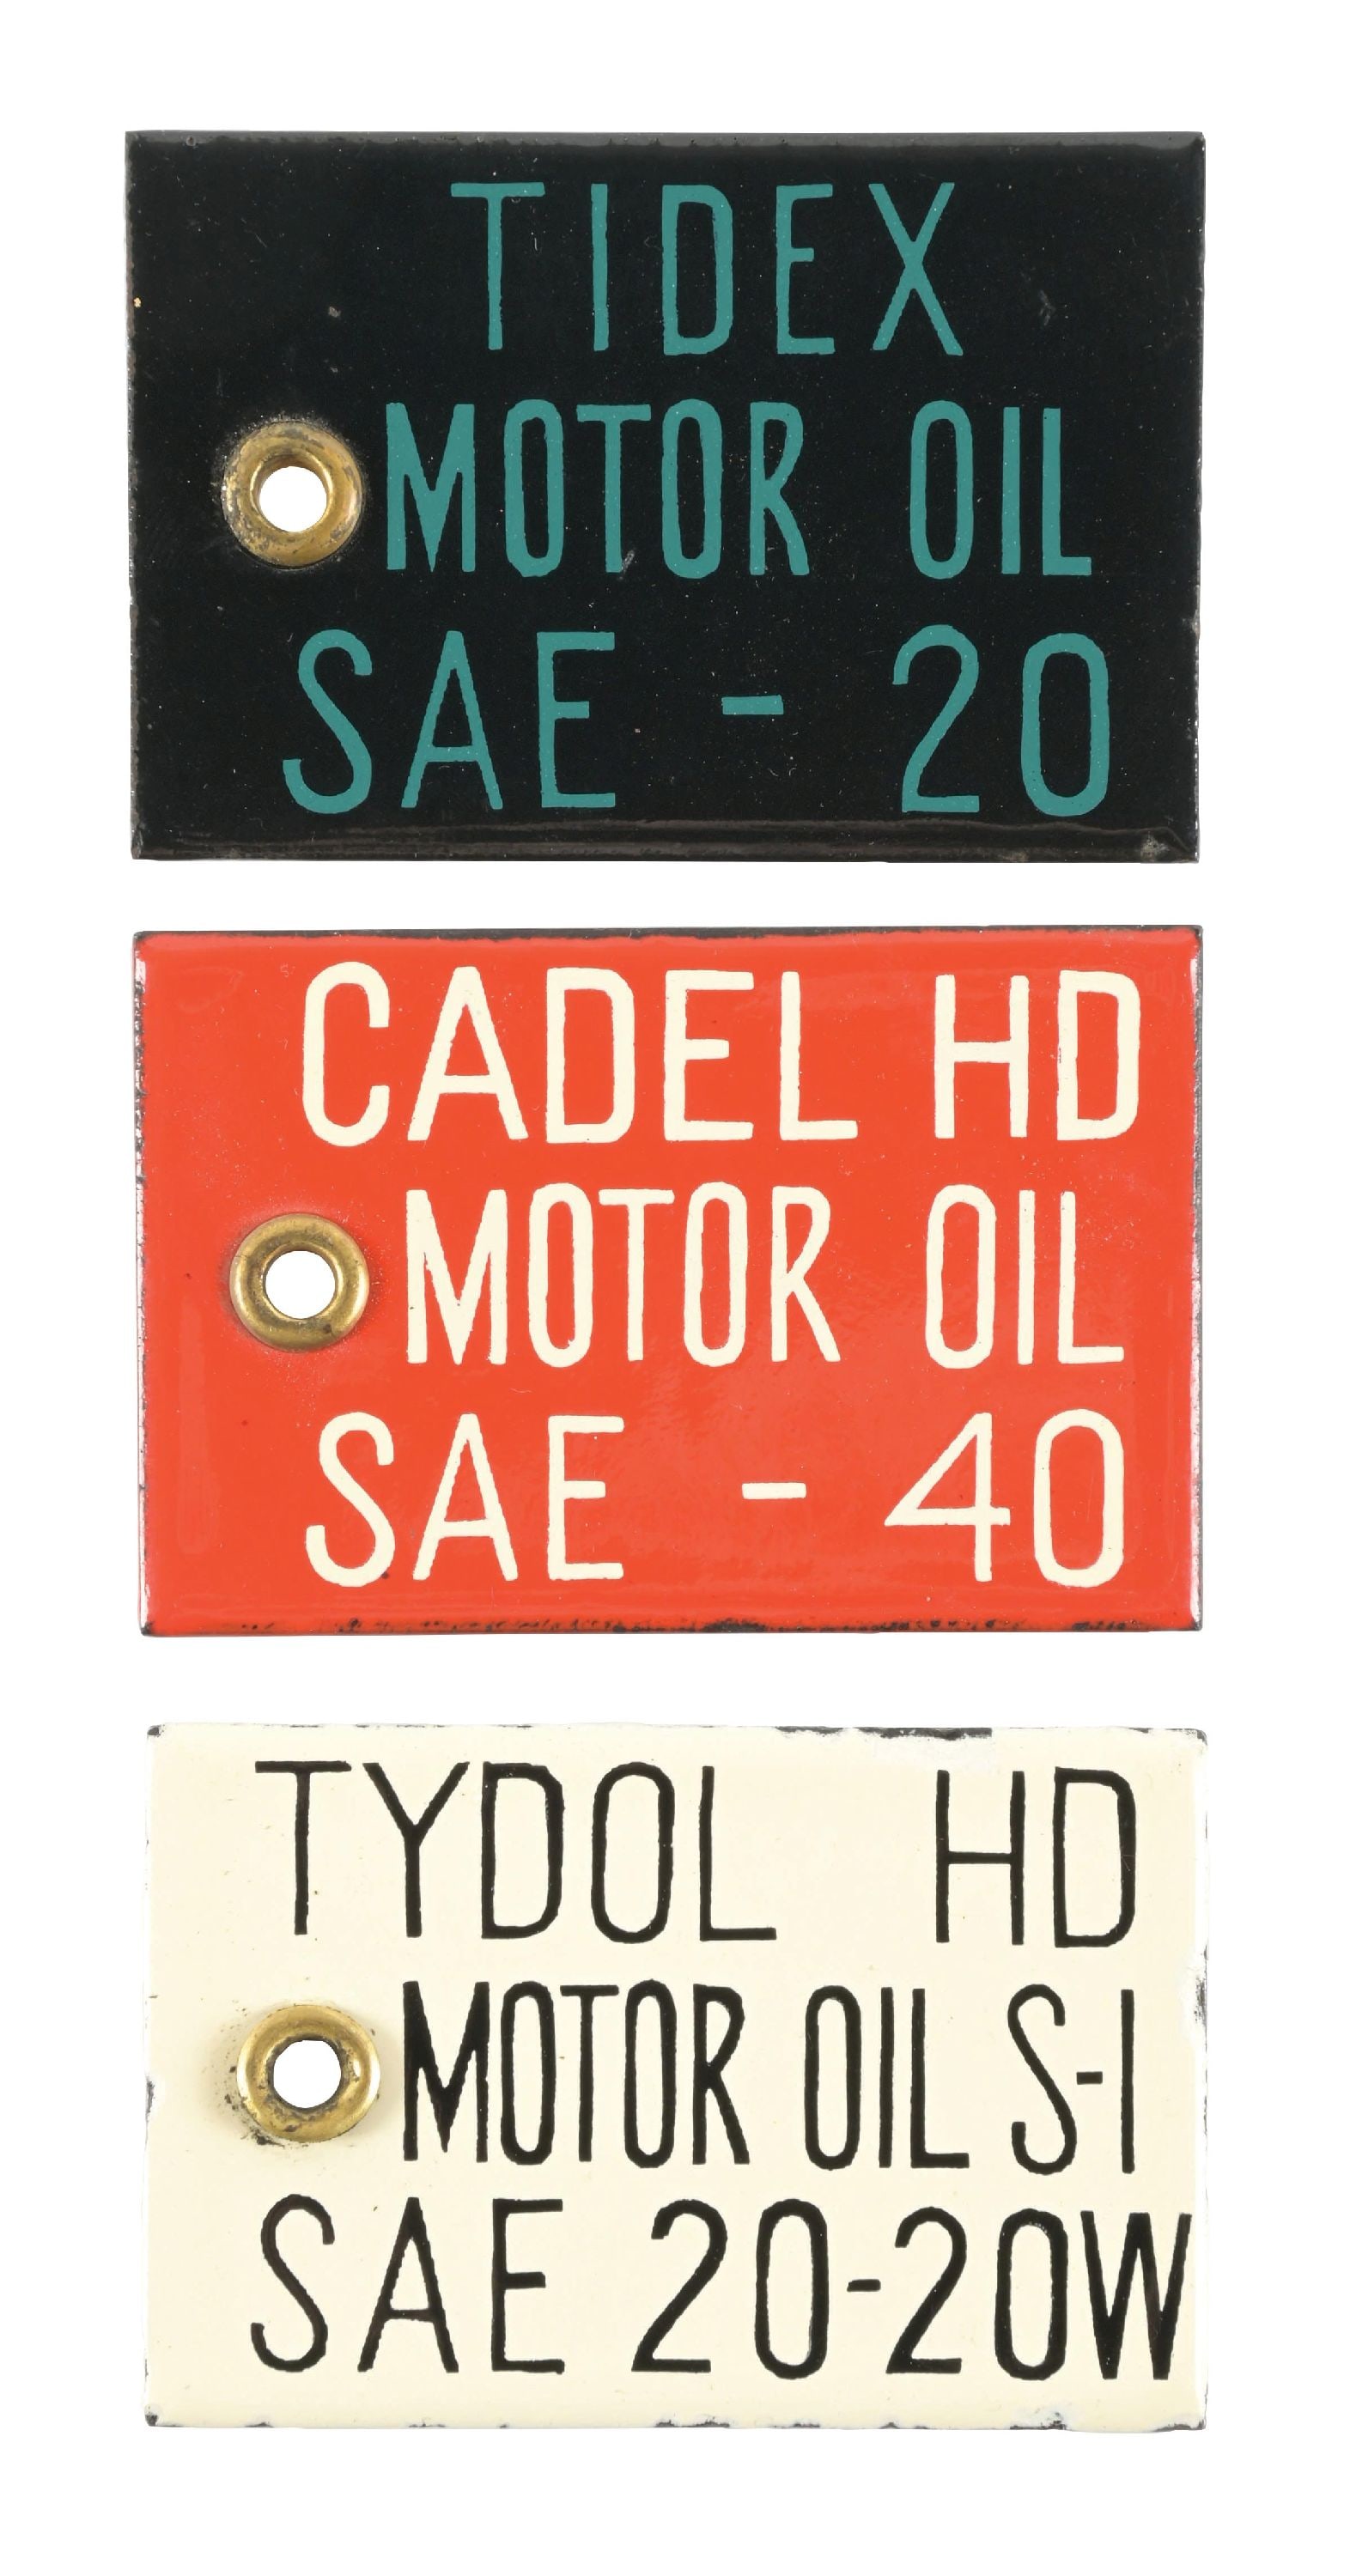 TIDEX
MOTOR OIL
SAE - 20
CADEL HD
MOTOR OIL
SAE - 40
TYDOL HD
MOTOR OIL S-1
SAE 20-20W